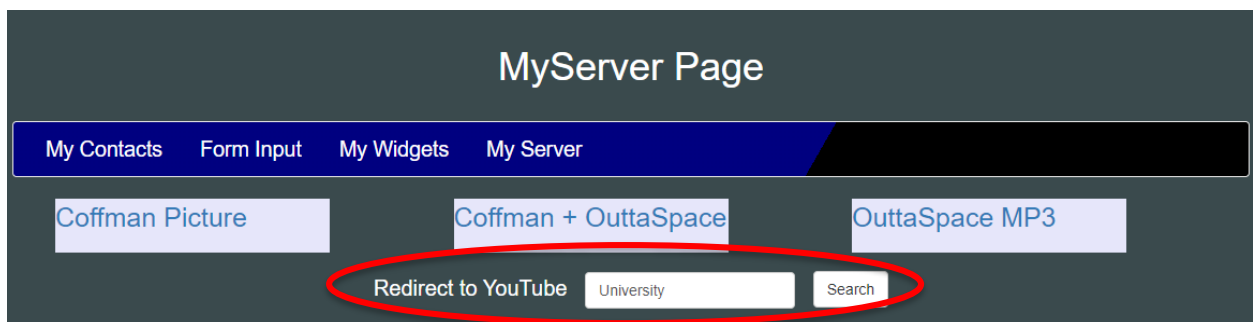 MyServer Page
My Contacts Form Input My Widgets My Server
Coffman Picture Coffman + OuttaSpace OuttaSpace MP3
Redirect to YouTube University Search